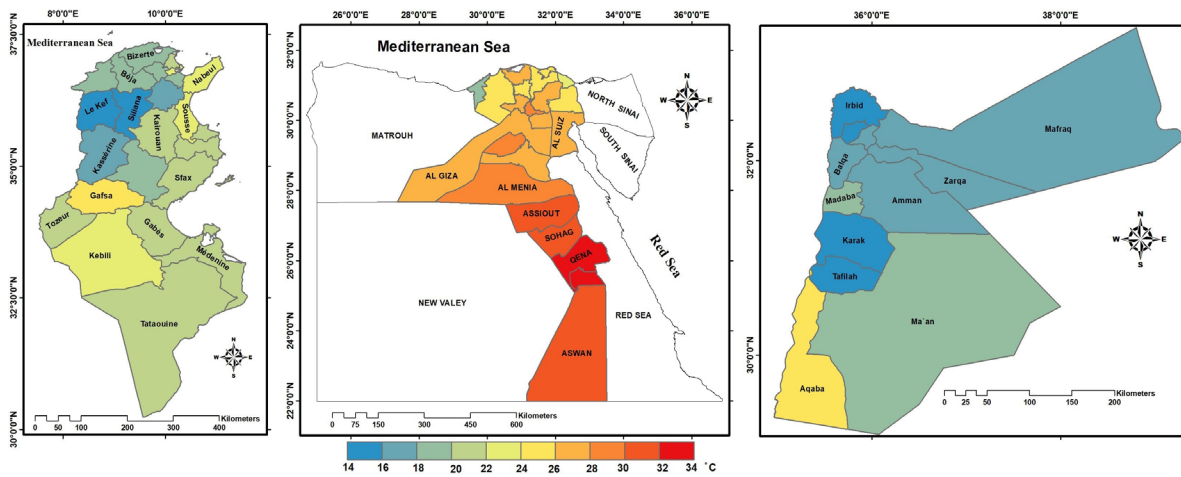 8°0'0"E 10°0'0"E
37°30'0"N
35°0'0"N
22°30'0"N
30°0'0"N
Mediterranean Sea
Bizerte
Béja
Nabeul
Le Kef
Siliana
Sousse
Kairouan
Kassérine
Sfax
Gafsa
Tozeur
Gabés
Kebili
Médenine
Tataouine
N
W E
S
0 25 50 100 200 300 400 Kilometers
26°0'0"E 28°0'0"E 30°0'0"E 32°0'0"E 34°0'0"E 36°0'0"E
32°0'0"N
30°0'0"N
28°0'0"N
26°0'0"N
24°0'0"N
22°0'0"N
Mediterranean Sea
N
W E
S
NORTH SINAI
MATROUH
AL SUIZ
SOUTH SINAI
AL GIZA
AL MENIA
ASSIOUT
SOHAG
QENA
Red Sea
NEW VALEY
RED SEA
ASWAN
0 75 150 300 450 600 Kilometers
36°0'0"E 38°0'0"E
32°0'0"N
30°0'0"N
Irbid
Mafraq
Balqa
Zarqa
Madaba
Amman
Karak
N
W E
S
Tafilah
Ma`an
Aqaba
0 25 50 100 150 200 Kilometers
14 16 18 20 22 24 26 28 30 32 34 °C